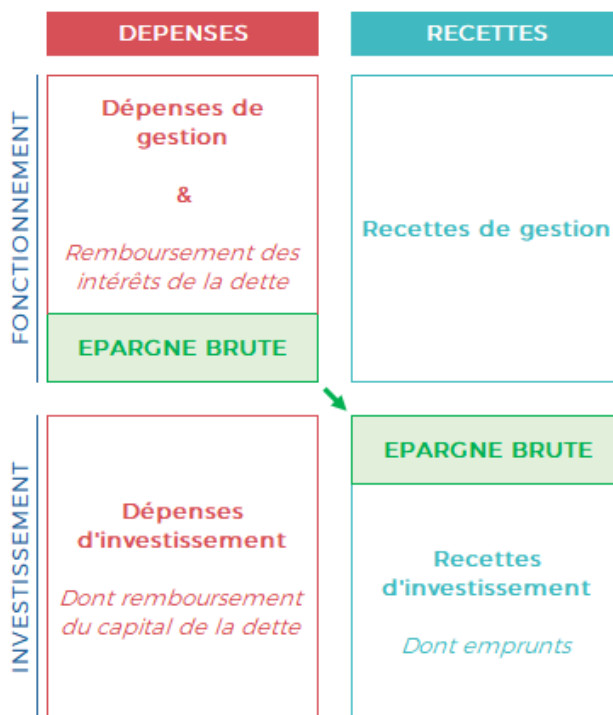 DEPENSES
RECETTES
FONCTIONNEMENT
Dépenses de
gestion
&
Remboursement des
intérêts de la dette
EPARGNE BRUTE
Recettes de gestion
INVESTISSEMENT
Dépenses
d'investissement
Dont remboursement
du capital de la dette
EPARGNE BRUTE
Recettes
d'investissement
Dont emprunts